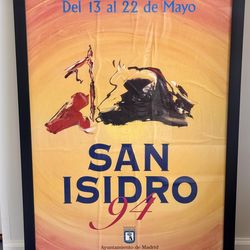 Del 13 al 22 de Mayo
SAN
ISIDRO
94
Ayuntamiento de Madrid